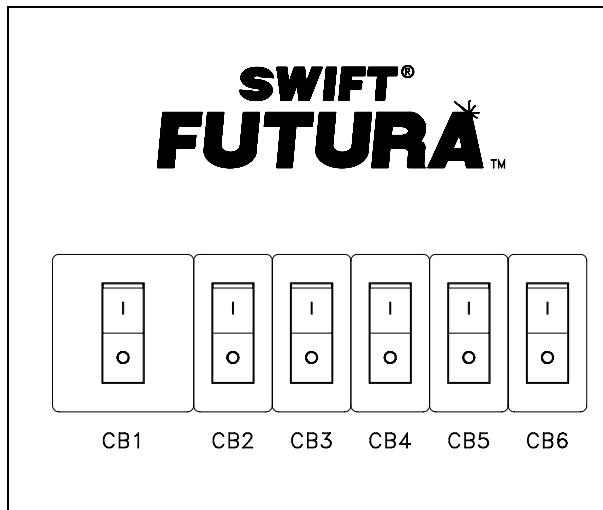 SWIFT®
FUTURA™
I I I I I I
O O O O O O
CB1 CB2 CB3 CB4 CB5 CB6